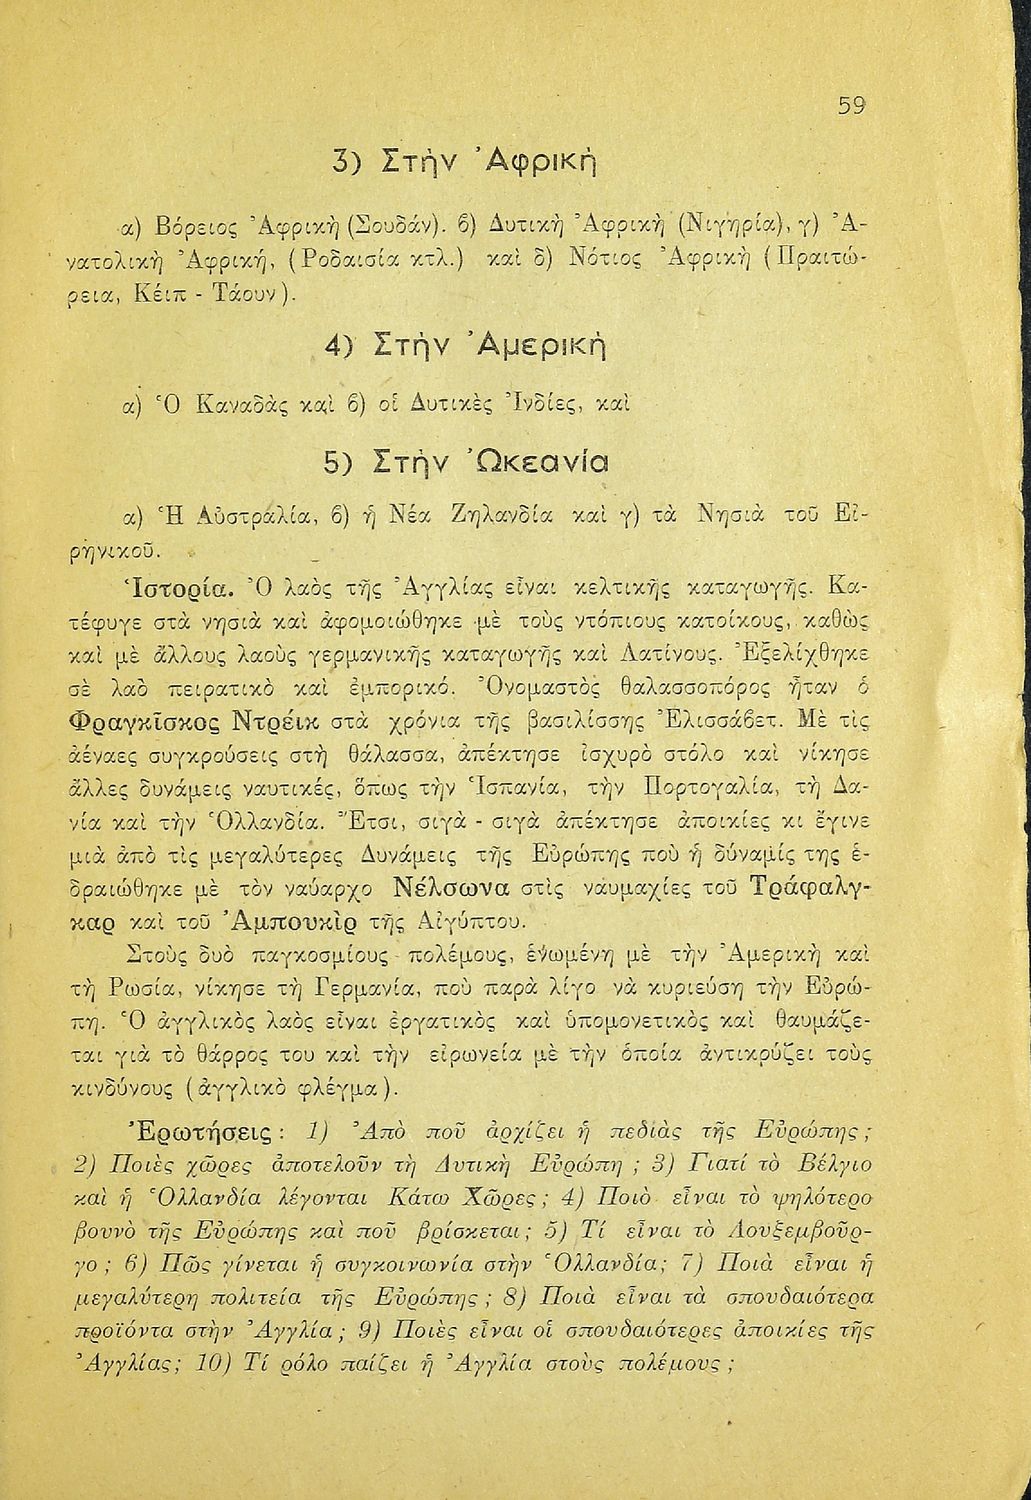 59
3) Στὴν Ἀφρικὴ
α) Βόρειος Ἀφρικὴ (Σουδάν). β) Δυτικὴ Ἀφρικὴ (Νιγηρία), γ) Ἀ-
νατολικὴ Ἀφρική, (Ροδαισία κτλ.) καὶ δ) Νότιος Ἀφρικὴ (Πραιτώ-
ρεια, Κέιπ - Τάουν).
4) Στὴν Ἀμερικὴ
α) Ὁ Καναδὰς καὶ β) οἱ Δυτικὲς Ἰνδίες, καὶ
5) Στὴν Ὠκεανία
α) Ἡ Αὐστραλία, β) ἡ Νέα Ζηλανδία καὶ γ) τὰ Νησιὰ τοῦ Εἰ-
ρηνικοῦ.
Ἱστορία. Ὁ λαὸς τῆς Ἀγγλίας εἶναι κελτικῆς καταγωγῆς. Κα-
τέφυγε στὰ νησιὰ καὶ ἀφομοιώθηκε μὲ τοὺς ντόπιους κατοίκους, καθὼς
καὶ μὲ ἄλλους λαοὺς γερμανικῆς καταγωγῆς καὶ Λατίνους. Ἐξελίχθηκε
σὲ λαὸ πειρατικὸ καὶ ἐμπορικό. Ὀνομαστὸς θαλασσοπόρος ἦταν ὁ
Φραγκῖσκος Ντρέικ στὰ χρόνια τῆς βασιλίσσης Ἐλισσάβετ. Μὲ τὶς
ἀέναες συγκρούσεις στὴ θάλασσα, ἀπέκτησε ἰσχυρὸ στόλο καὶ νίκησε
ἄλλες δυνάμεις ναυτικές, ὅπως τὴν Ἱσπανία, τὴν Πορτογαλία, τὴ Δα-
νία καὶ τὴν Ὁλλανδία. Ἔτσι, σιγὰ - σιγὰ ἀπέκτησε ἀποικίες κι ἔγινε
μιὰ ἀπὸ τὶς μεγαλύτερες Δυνάμεις τῆς Εὐρώπης ποὺ ἡ δύναμίς της ἑ-
δραιώθηκε μὲ τὸν ναύαρχο Νέλσωνα στὶς ναυμαχίες τοῦ Τράφαλγ-
καρ καὶ τοῦ Ἀμπουκὶρ τῆς Αἰγύπτου.
Στοὺς δυὸ παγκοσμίους πολέμους, ἑνωμένη μὲ τὴν Ἀμερικὴ καὶ
τὴ Ρωσία, νίκησε τὴ Γερμανία, ποὺ παρὰ λίγο νὰ κυριεύση τὴν Εὐρώ-
πη. Ὁ ἀγγλικὸς λαὸς εἶναι ἐργατικὸς καὶ ὑπομονετικὸς καὶ θαυμάζε-
ται γιὰ τὸ θάρρος του καὶ τὴν εἰρωνεία μὲ τὴν ὁποία ἀντικρύζει τοὺς
κινδύνους (ἀγγλικὸ φλέγμα).
Ἐρωτήσεις: 1) Ἀπὸ ποῦ ἀρχίζει ἡ πεδιὰς τῆς Εὐρώπης;
2) Ποιὲς χῶρες ἀποτελοῦν τὴ Δυτικὴ Εὐρώπη ; 3) Γιατί τὸ Βέλγιο
καὶ ἡ Ὁλλανδία λέγονται Κάτω Χῶρες; 4) Ποιὸ εἶναι τὸ ψηλότερο
βουνὸ τῆς Εὐρώπης καὶ ποῦ βρίσκεται; 5) Τί εἶναι τὸ Λουξεμβοῦρ-
γο; 6) Πῶς γίνεται ἡ συγκοινωνία στὴν Ὁλλανδία; 7) Ποιὰ εἶναι ἡ
μεγαλύτερη πολιτεία τῆς Εὐρώπης; 8) Ποιὰ εἶναι τὰ σπουδαιότερα
προϊόντα στὴν Ἀγγλία; 9) Ποιὲς εἶναι οἱ σπουδαιότερες ἀποικίες τῆς
Ἀγγλίας; 10) Τί ρόλο παίζει ἡ Ἀγγλία στοὺς πολέμους;